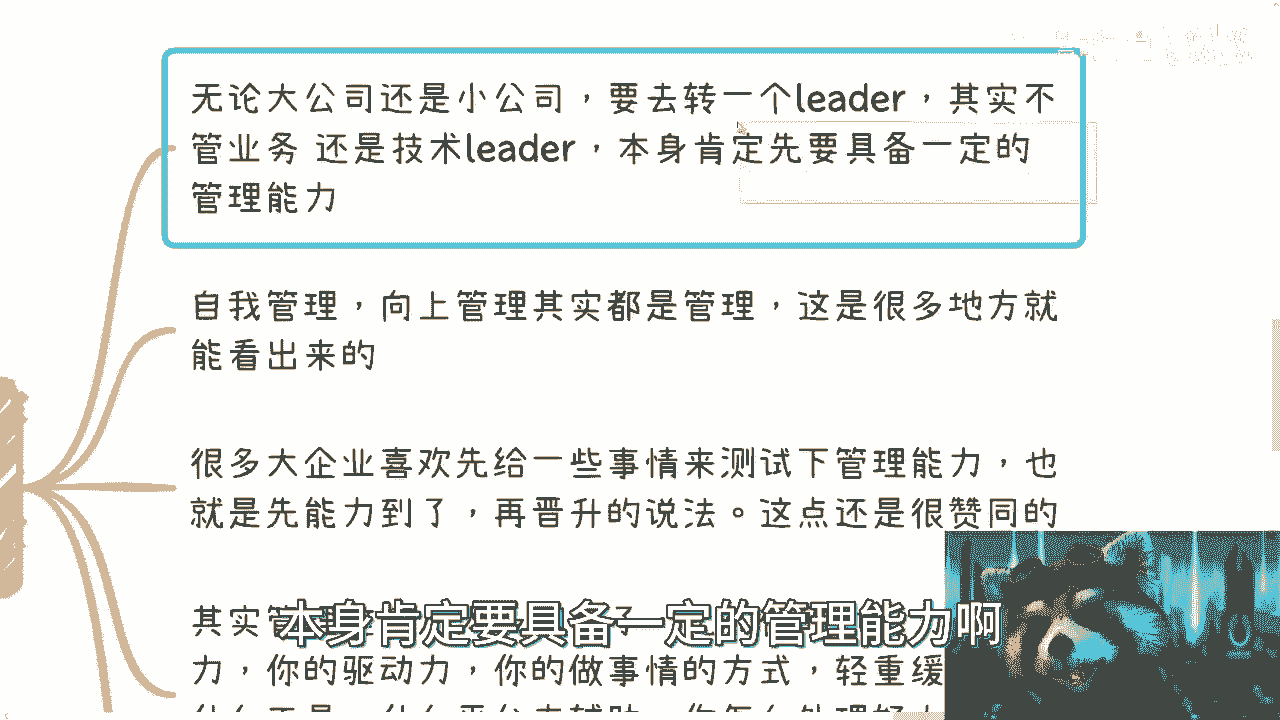 无论大公司还是小公司，要去转一个leader，其实不
管业务 还是技术leader，本身肯定先要具备一定的
管理能力
自我管理，向上管理其实都是管理，这是很多地方就
能看出来的
很多大企业喜欢先给一些事情来测试下管理能力，也
就是先能力到了，再晋升的说法。这点还是很赞同的
其实管
本身肯定要具备一定的管理能力啊
力，你的驱动力，你的做事情的方式，轻重缓